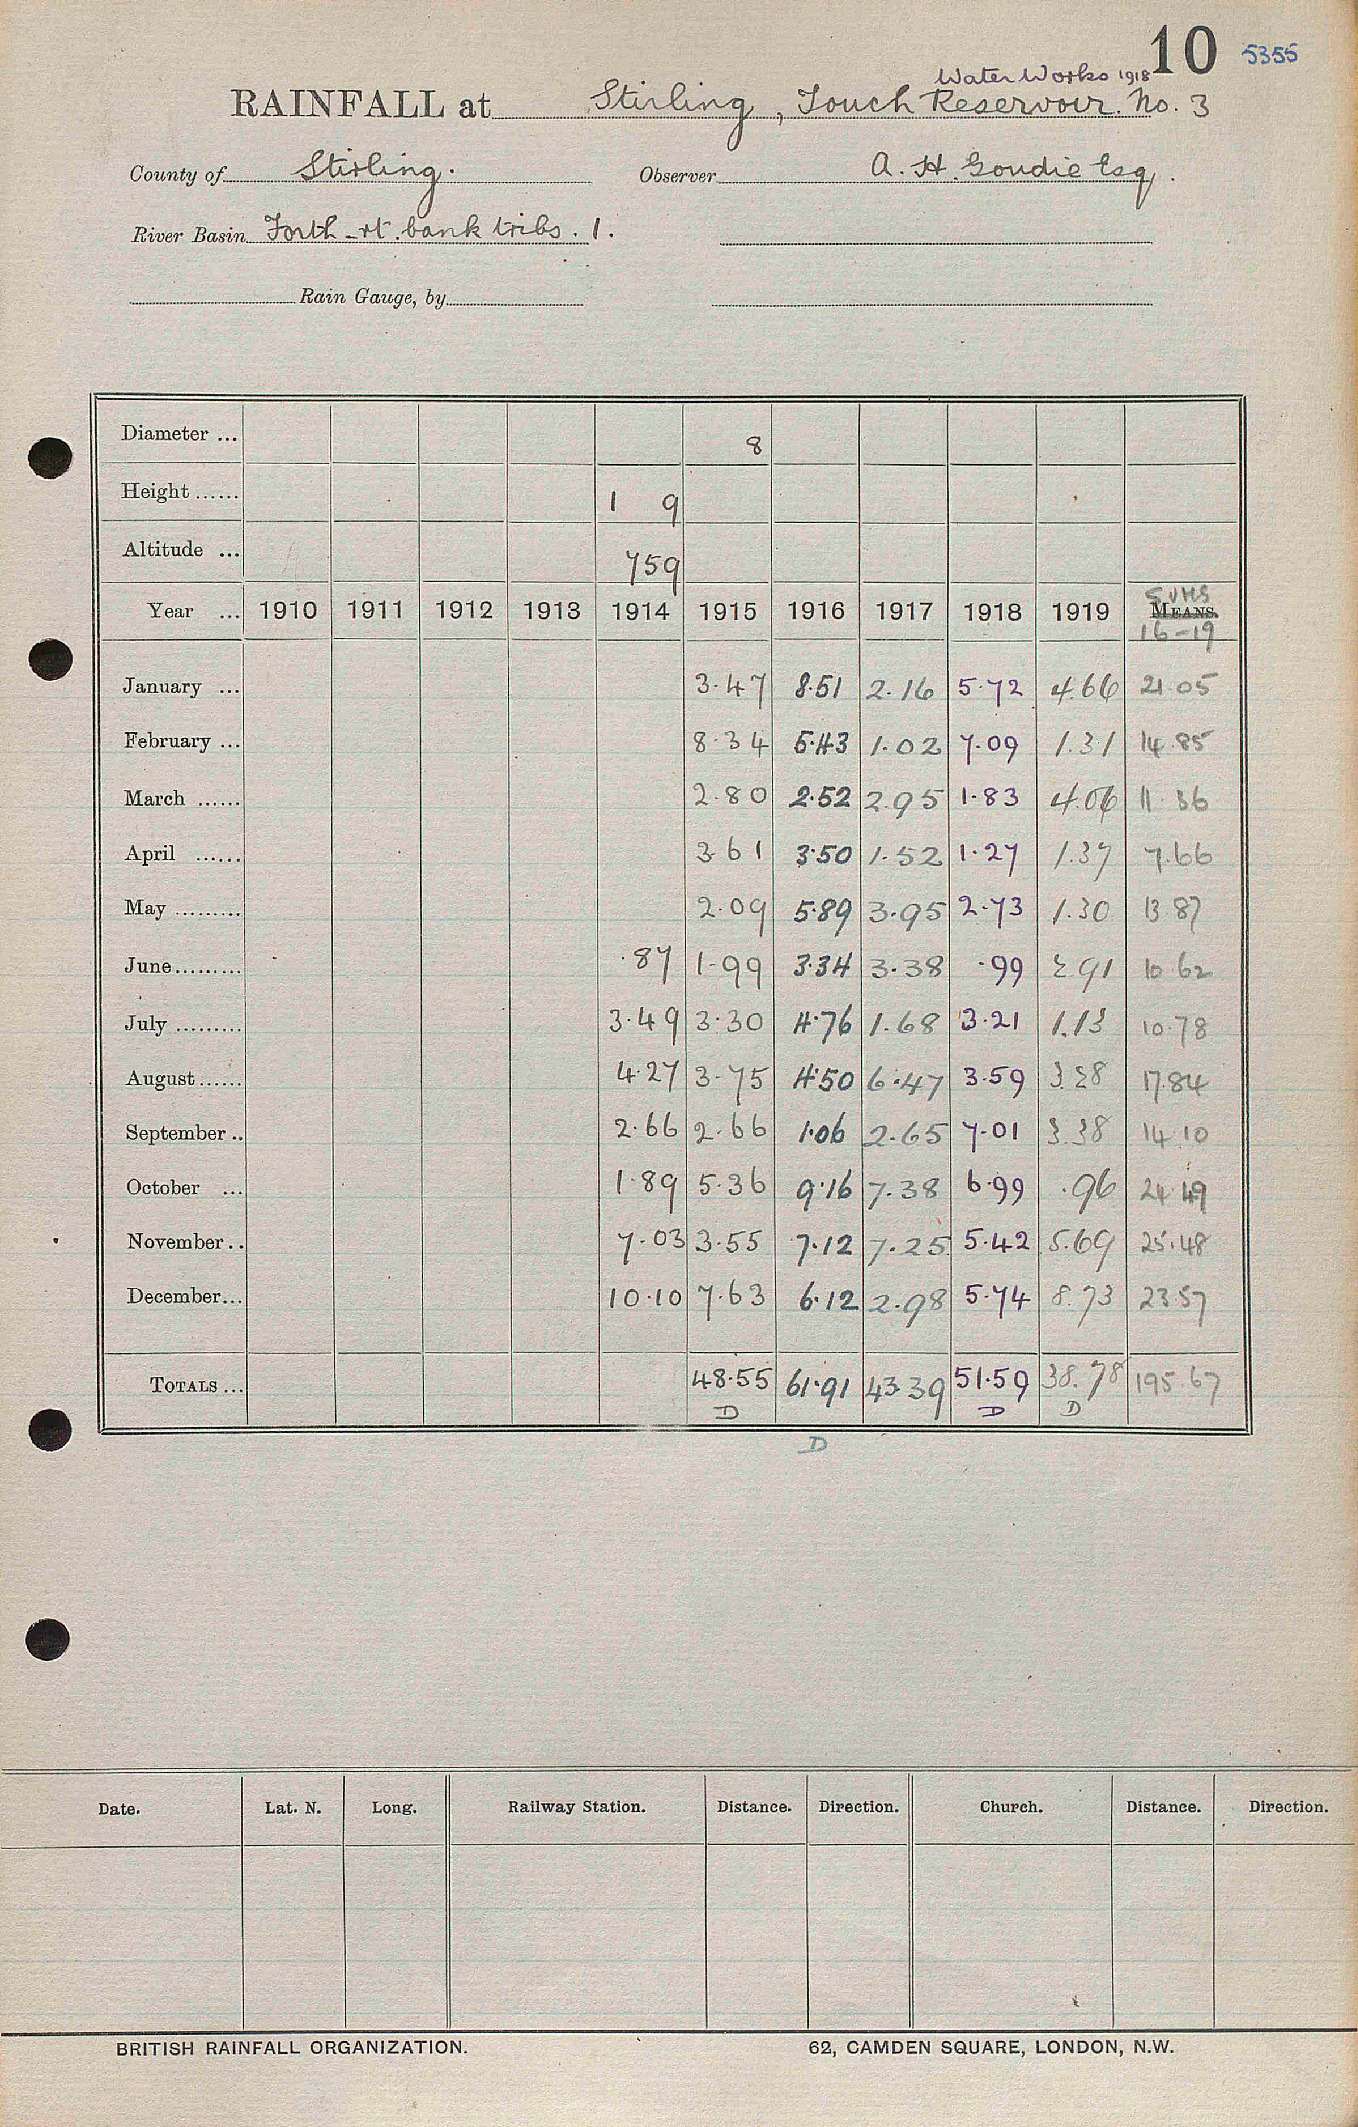 10 5355
Water Works 1918
RAINFALL at Stirling, Touch Reservoir. No. 3
County of Stirling. Observer A. H. Goudie Esq.
River Basin Forth - rt. bank tribs. 1.
Rain Gauge, by
Diameter ... 8
Height ...... 1 9
Altitude ... 759
SUMS
Year ... 1910 1911 1912 1913 1914 1915 1916 1917 1918 1919 MEANS.
16-19
January ... 3.47 8.51 2.16 5.72 4.66 21.05
February ... 8.34 5.43 1.02 7.09 1.31 14.85
March ...... 2.80 2.52 2.95 1.83 4.06 11.36
April ...... 3.61 3.50 1.52 1.27 1.37 7.66
May ......... 2.09 5.89 3.95 2.73 1.30 13.87
June......... .87 1.99 3.34 3.38 .99 2.91 10.62
July ......... 3.49 3.30 4.76 1.68 3.21 1.13 10.78
August...... 4.27 3.75 4.50 6.47 3.59 3.28 17.84
September .. 2.66 2.66 1.06 2.65 7.01 3.38 14.10
October ... 1.89 5.36 9.16 7.38 6.99 .96 24.49
November .. 7.03 3.55 7.12 7.25 5.42 5.69 25.48
December... 10.10 7.63 6.12 2.98 5.74 8.73 23.57
TOTALS ... 48.55 61.91 43.39 51.59 38.78 195.67
D D D
D
Date. Lat. N. Long. Railway Station. Distance. Direction. Church. Distance. Direction.
BRITISH RAINFALL ORGANIZATION. 62, CAMDEN SQUARE, LONDON, N.W.